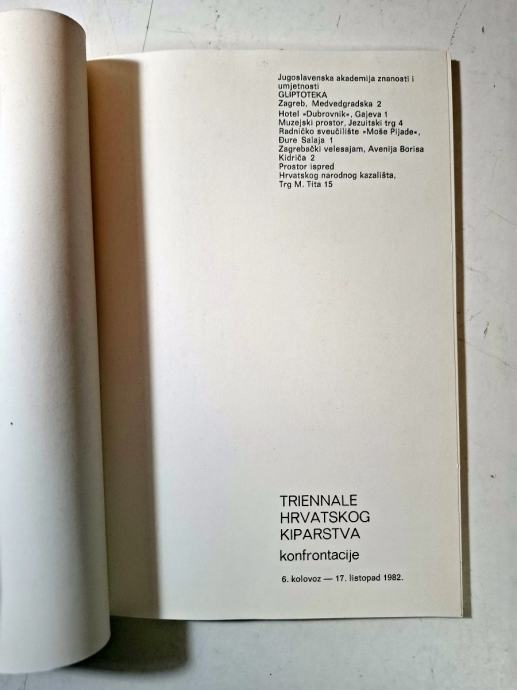 Jugoslavenska akademija znanosti i
umjetnosti
GLIPTOTEKA
Zagreb, Medvedgradska 2
Hotel »Dubrovnik«, Gajeva 1
Muzejski prostor, Jezuitski trg 4
Radničko sveučilište »Moše Pijade«,
Đure Salaja 1
Zagrebački velesajam, Avenija Borisa
Kidriča 2
Prostor ispred
Hrvatskog narodnog kazališta,
Trg M. Tita 15
TRIENNALE
HRVATSKOG
KIPARSTVA
konfrontacije
6. kolovoz — 17. listopad 1982.